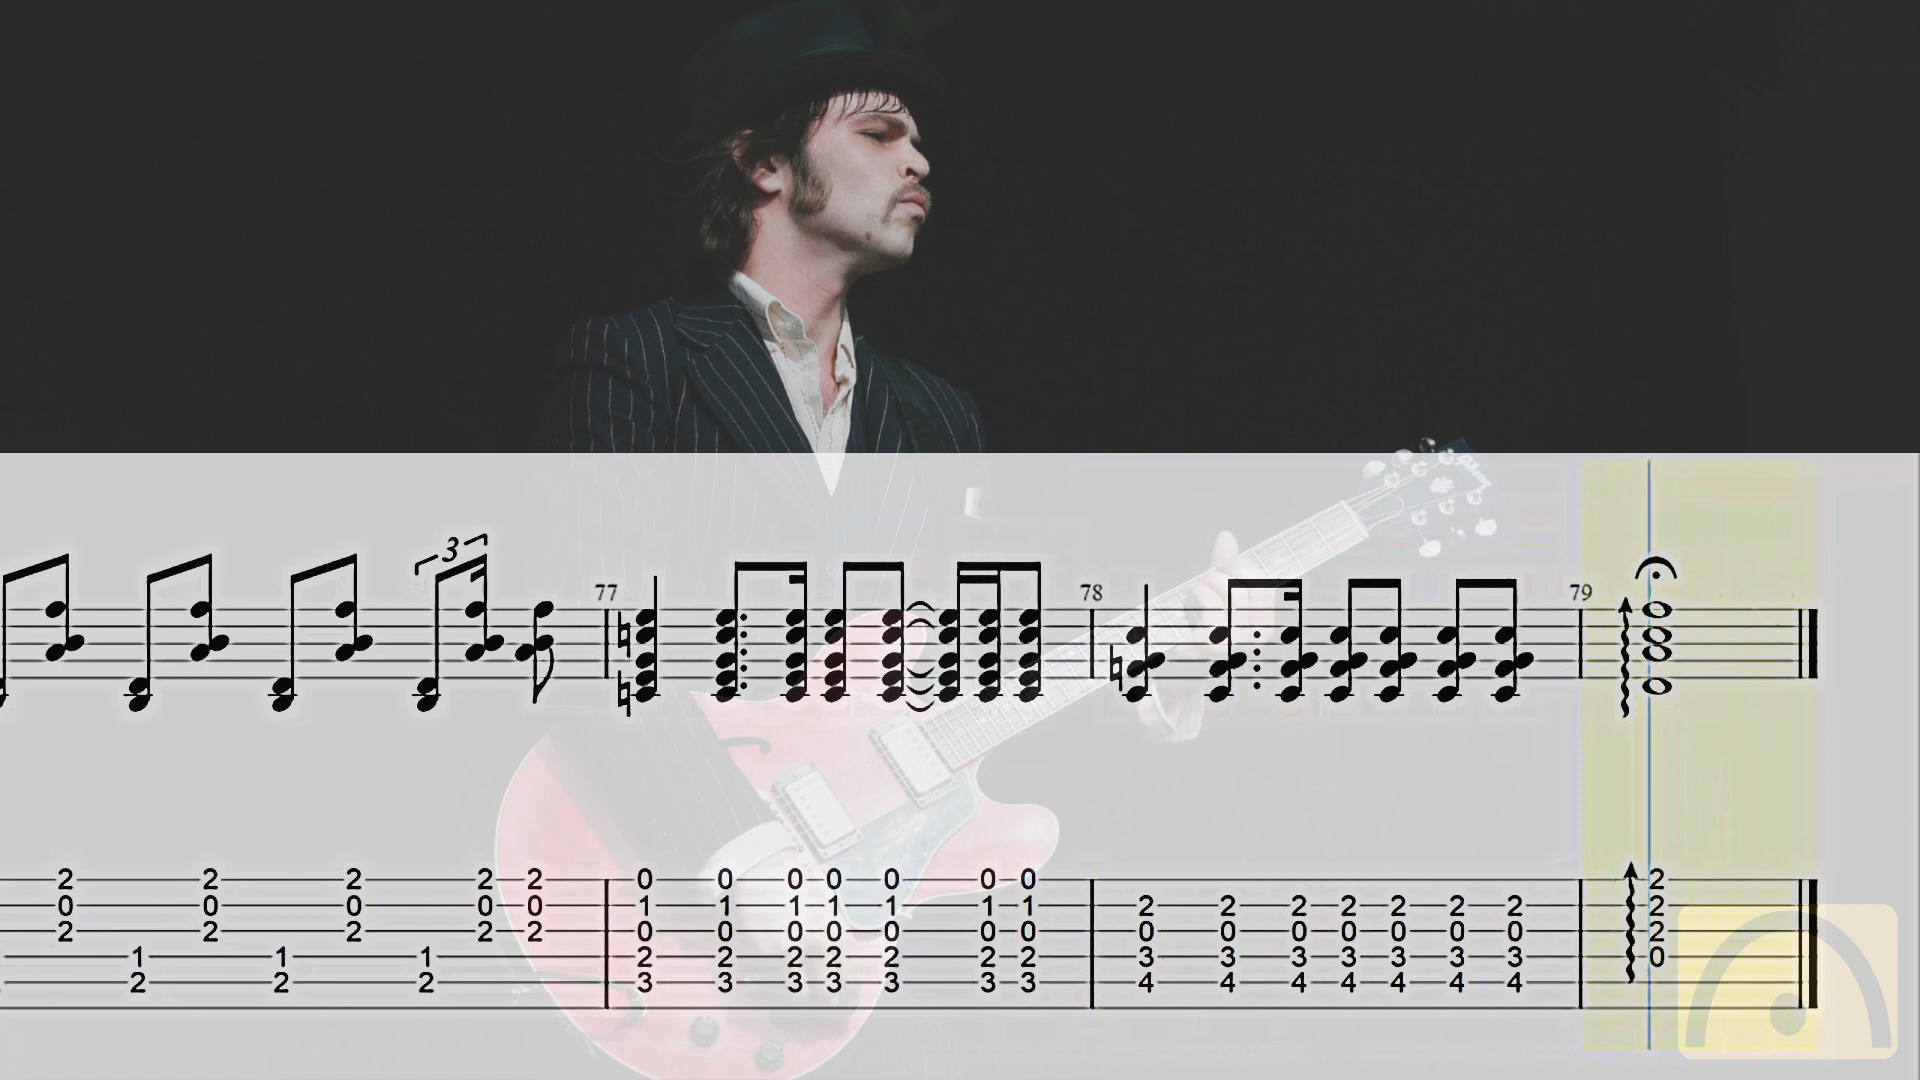 3
77 78 79
2 2 2 2 2 0 0 0 0 0 0 0 2
0 0 0 0 0 1 1 1 1 1 1 1 2 2 2 2 2 2 2 2
2 2 2 2 2 0 0 0 0 0 0 0 0 0 0 0 0 0 0 2
1 1 1 2 2 2 2 2 2 2 3 3 3 3 3 3 3 0
2 2 2 3 3 3 3 3 3 3 4 4 4 4 4 4 4
Gibson